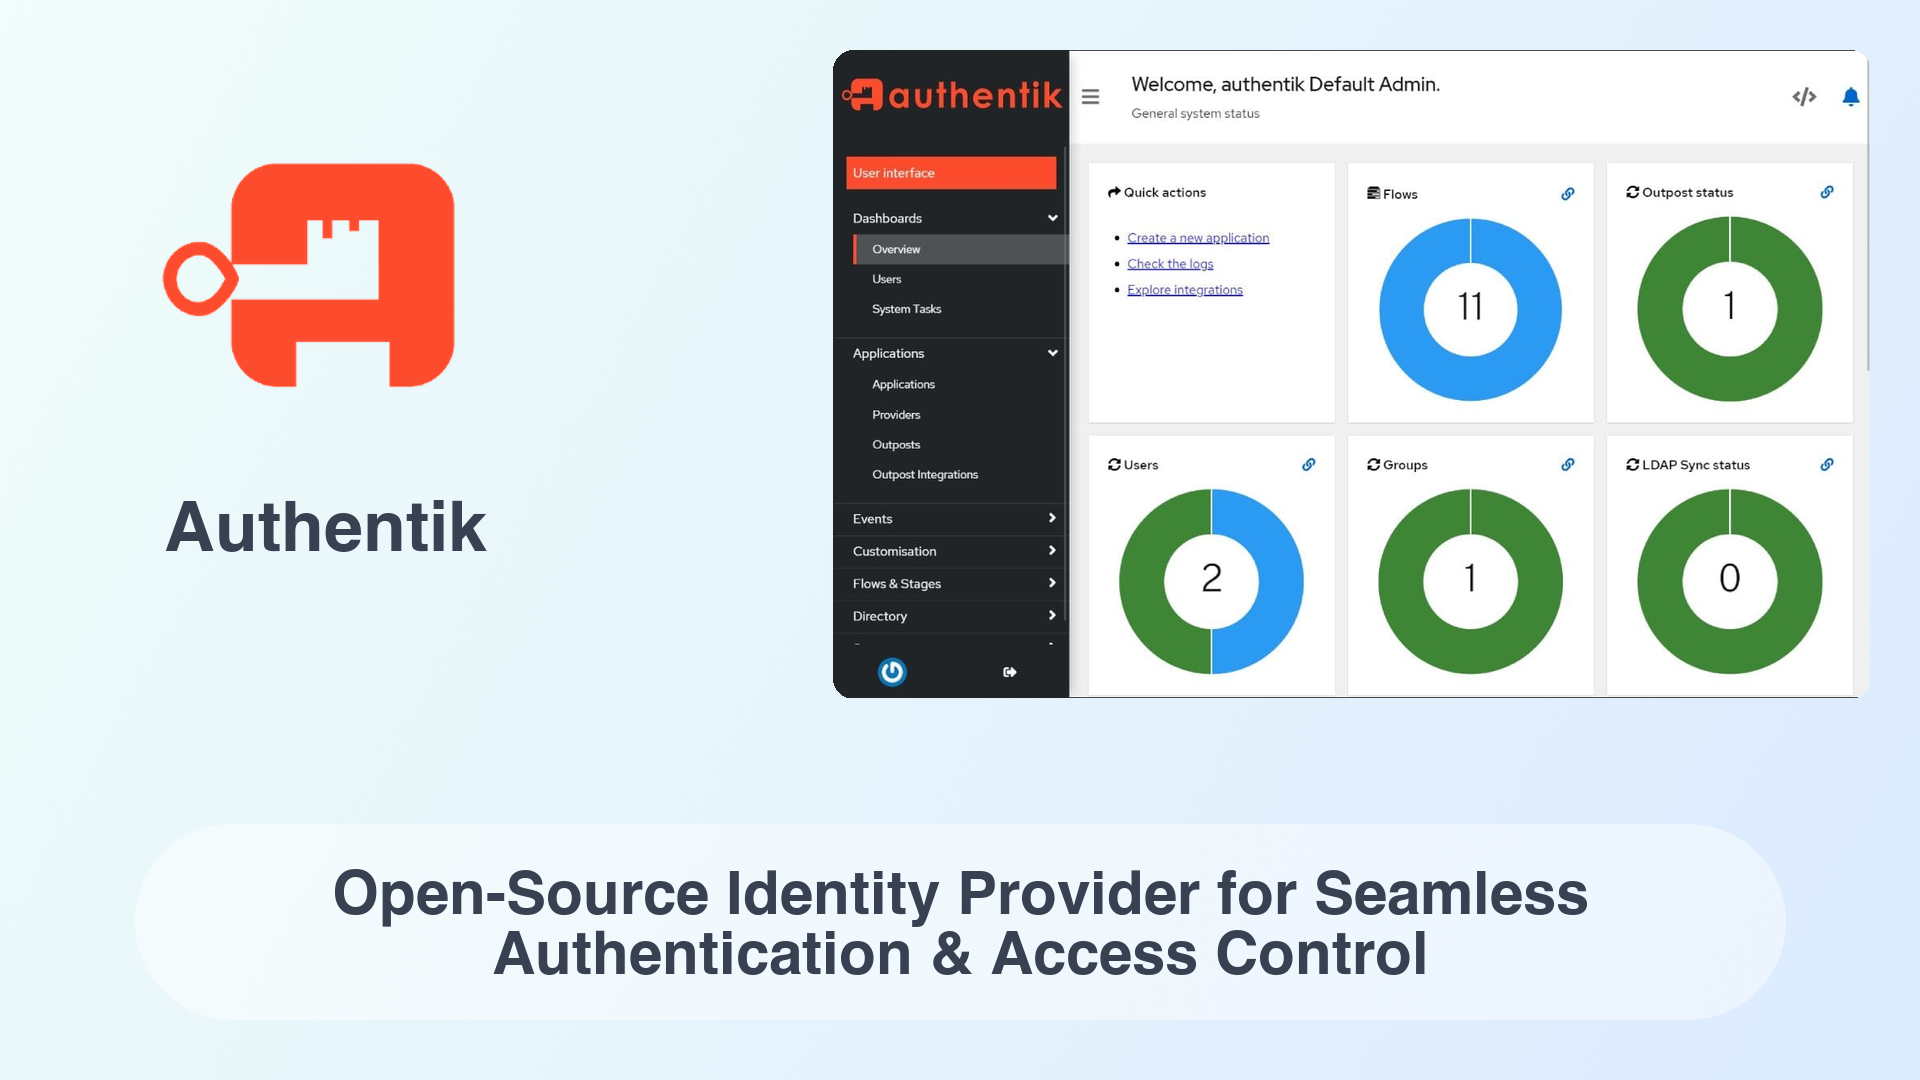 Authentik
authentik
User interface
Dashboards
Overview
Users
System Tasks
Applications
Applications
Providers
Outposts
Outpost Integrations
Events
Customisation
Flows & Stages
Directory
Welcome, authentik Default Admin.
General system status
Quick actions
Create a new application
Check the logs
Explore integrations
Flows
11
Outpost status
1
Users
2
Groups
1
LDAP Sync status
0
Open-Source Identity Provider for Seamless
Authentication & Access Control